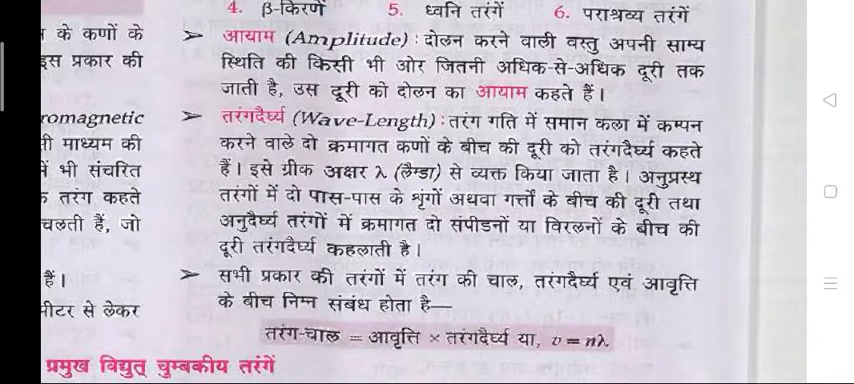 4. β-किरणें 5. ध्वनि तरंगें 6. पराश्रव्य तरंगें
के कणों के
इस प्रकार की
romagnetic
माध्यम की
में भी संचरित
तरंग कहते
चलती हैं, जो
हैं।
मीटर से लेकर
➢ आयाम (Amplitude) : दोलन करने वाली वस्तु अपनी साम्य
स्थिति की किसी भी ओर जितनी अधिक-से-अधिक दूरी तक
जाती है, उस दूरी को दोलन का आयाम कहते हैं।
➢ तरंगदैर्घ्य (Wave-Length) : तरंग गति में समान कला में कम्पन
करने वाले दो क्रमागत कणों के बीच की दूरी को तरंगदैर्घ्य कहते
हैं। इसे ग्रीक अक्षर λ (लैम्डा) से व्यक्त किया जाता है। अनुप्रस्थ
तरंगों में दो पास-पास के शृंगों अथवा गर्त्तों के बीच की दूरी तथा
अनुदैर्घ्य तरंगों में क्रमागत दो संपीडनों या विरलनों के बीच की
दूरी तरंगदैर्घ्य कहलाती है।
➢ सभी प्रकार की तरंगों में तरंग की चाल, तरंगदैर्घ्य एवं आवृत्ति
के बीच निम्न संबंध होता है—
तरंग-चाल = आवृत्ति × तरंगदैर्घ्य या, υ = nλ
प्रमुख विद्युत् चुम्बकीय तरंगें